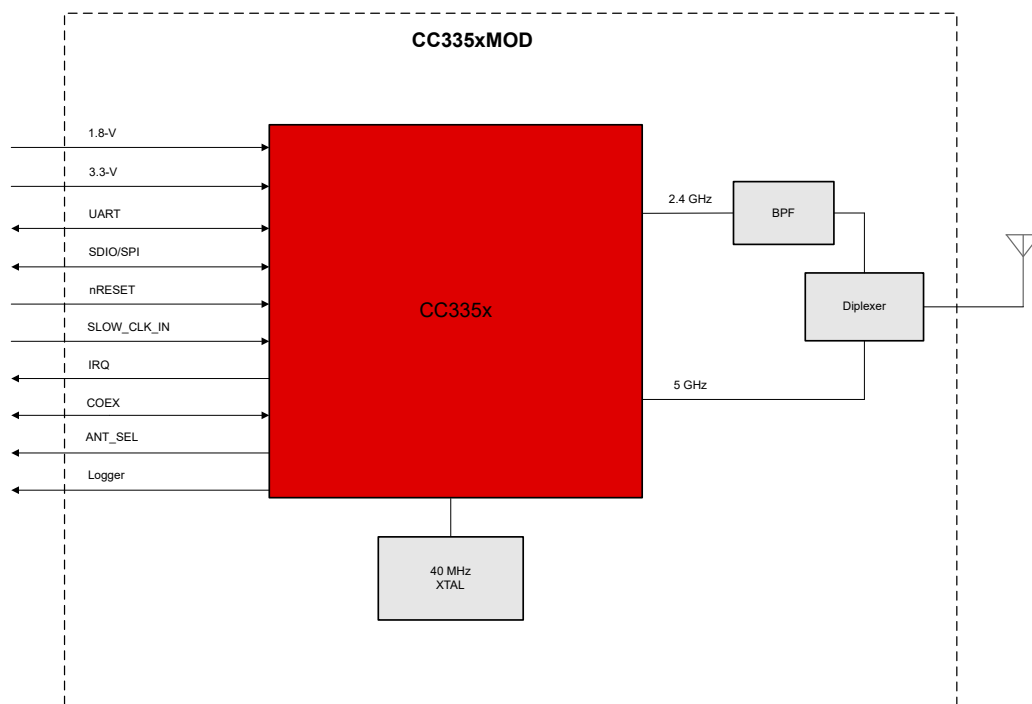 CC335xMOD
1.8-V
3.3-V
UART
SDIO/SPI
nRESET
SLOW_CLK_IN
IRQ
COEX
ANT_SEL
Logger
CC335x
2.4 GHz
BPF
Diplexer
5 GHz
40 MHz
XTAL